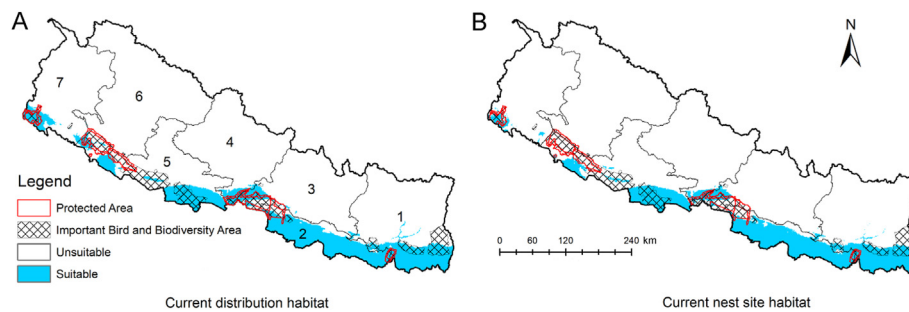 A
B
N
7
6
4
5
3
1
2
Legend
Protected Area
Important Bird and Biodiversity Area
Unsuitable
Suitable
0 60 120 240 km
Current distribution habitat
Current nest site habitat